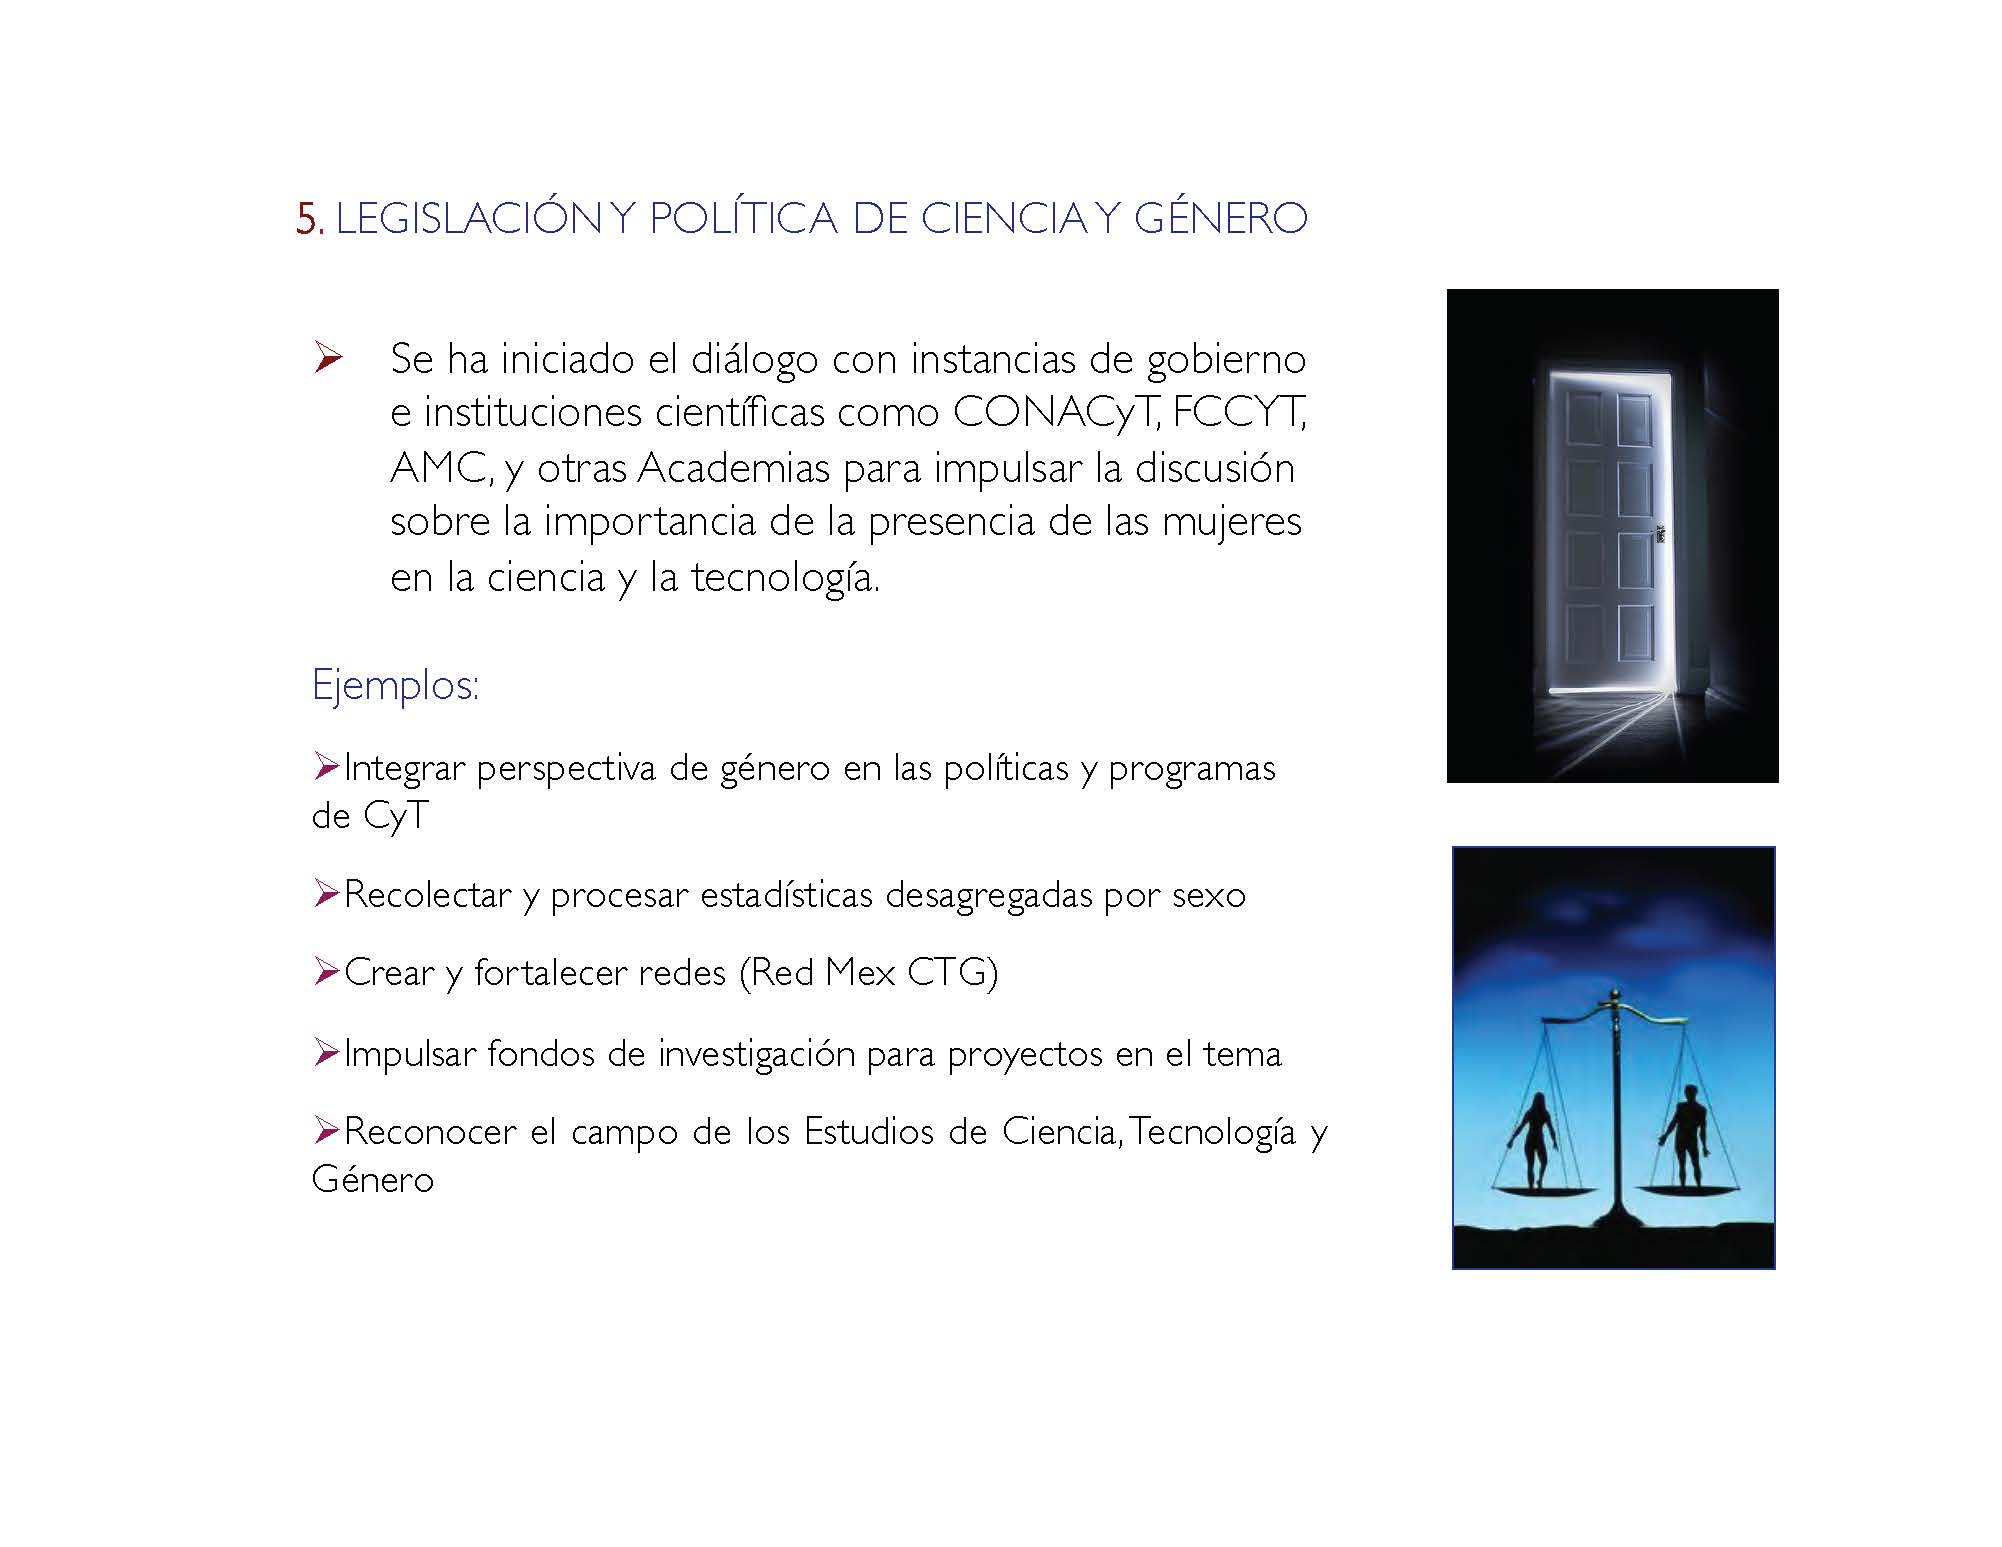 5. LEGISLACIÓN Y POLÍTICA DE CIENCIA Y GÉNERO
➢ Se ha iniciado el diálogo con instancias de gobierno
e instituciones científicas como CONACyT, FCCYT,
AMC, y otras Academias para impulsar la discusión
sobre la importancia de la presencia de las mujeres
en la ciencia y la tecnología.
Ejemplos:
➢Integrar perspectiva de género en las políticas y programas
de CyT
➢Recolectar y procesar estadísticas desagregadas por sexo
➢Crear y fortalecer redes (Red Mex CTG)
➢Impulsar fondos de investigación para proyectos en el tema
➢Reconocer el campo de los Estudios de Ciencia, Tecnología y
Género